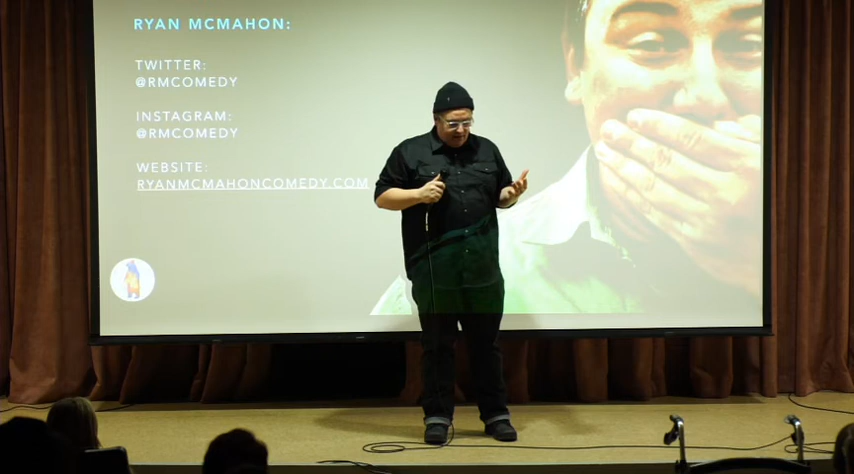 RYAN MCMAHON:
TWITTER:
@RMCOMEDY
INSTAGRAM:
@RMCOMEDY
WEBSITE:
RYANMCMAHONCOMEDY.COM